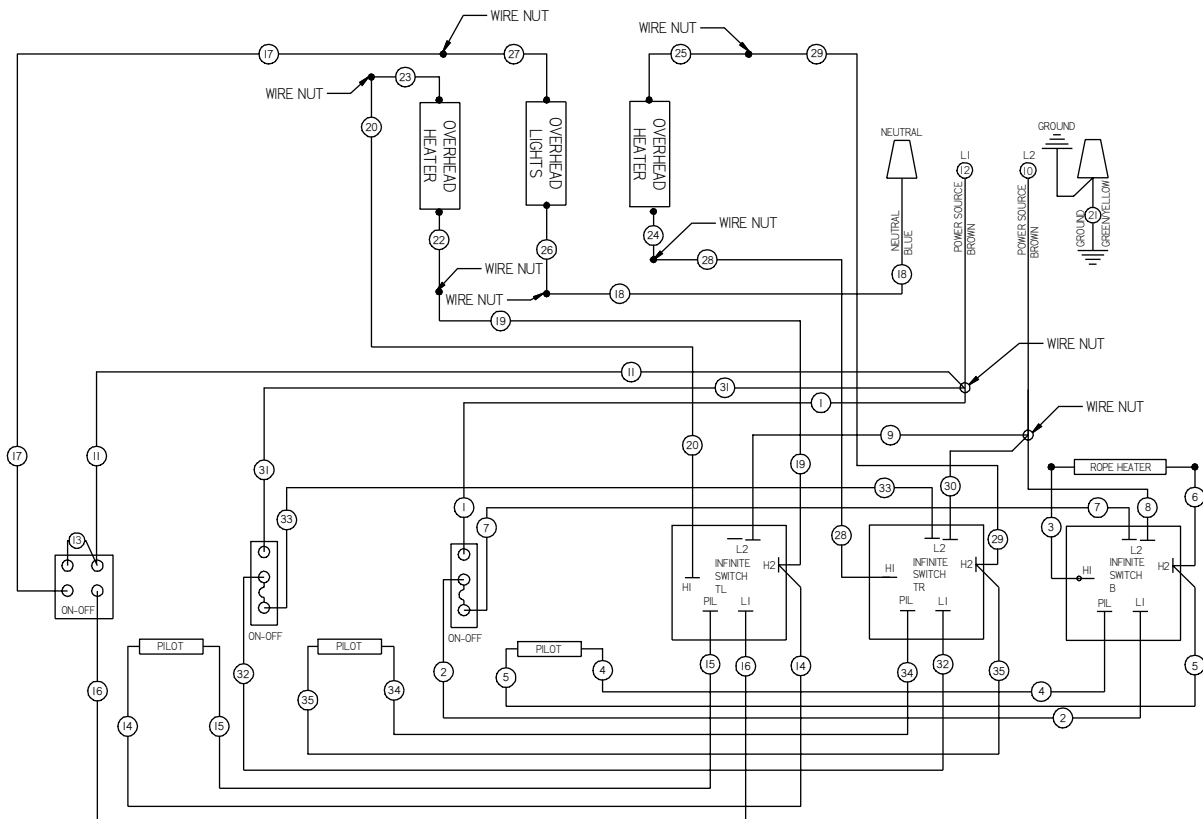 WIRE NUT
17
27
WIRE NUT
25
29
WIRE NUT
23
20
OVERHEAD
HEATER
OVERHEAD
LIGHTS
OVERHEAD
HEATER
NEUTRAL
L1
12
L2
10
GROUND
POWER SOURCE
BROWN
POWER SOURCE
BROWN
GROUND
21
GREEN/YELLOW
NEUTRAL
BLUE
18
22
26
24
WIRE NUT
28
WIRE NUT
WIRE NUT
18
19
WIRE NUT
11
31
1
WIRE NUT
9
17
11
31
20
19
33
30
ROPE HEATER
33
1
7
7
8
3
6
28
29
13
ON-OFF
ON-OFF
ON-OFF
L2
INFINITE
SWITCH
TL
H1
H2
PIL
L1
L2
INFINITE
SWITCH
TR
H1
H2
PIL
L1
L2
INFINITE
SWITCH
B
H1
H2
PIL
L1
PILOT
PILOT
PILOT
16
14
15
32
35
34
2
5
4
15
16
14
34
32
35
4
2
5